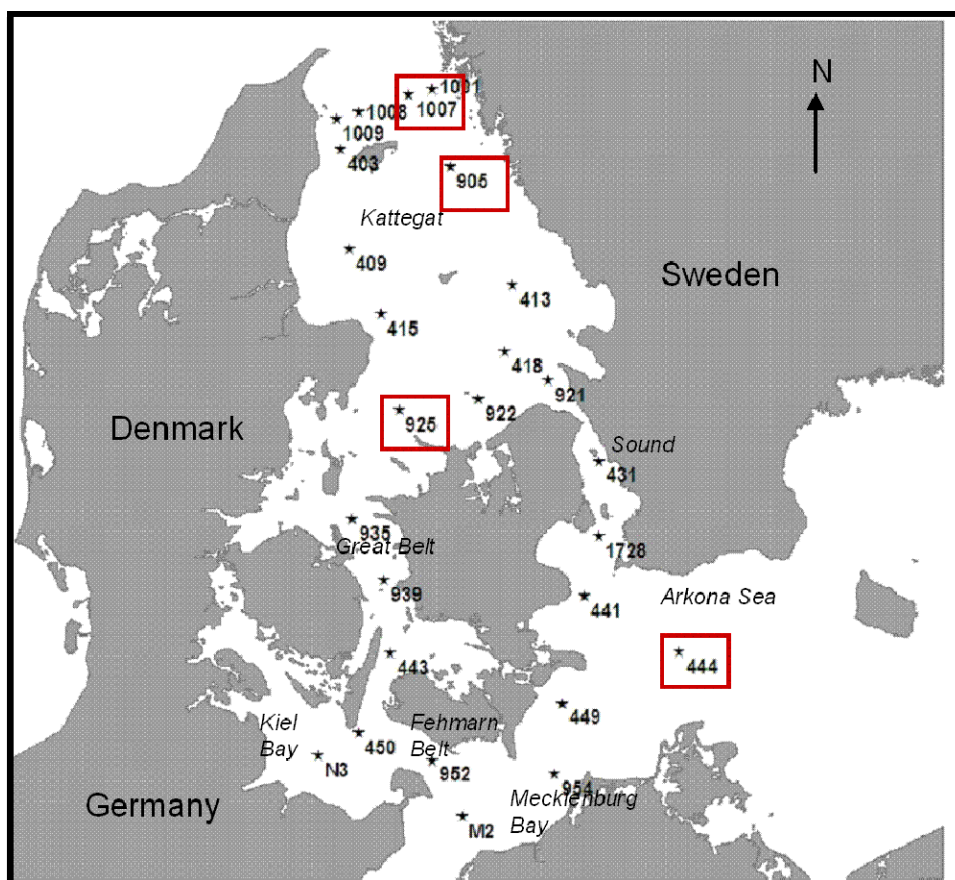 N
1001
1007
1008
1009
403
905
Kattegat
409
Sweden
413
415
418
921
922
925
Denmark
Sound
431
935
Great Belt
1728
939
Arkona Sea
441
443
444
449
Kiel
Bay
Fehmarn
Belt
450
N3
952
954
Mecklenburg
Bay
Germany
M2